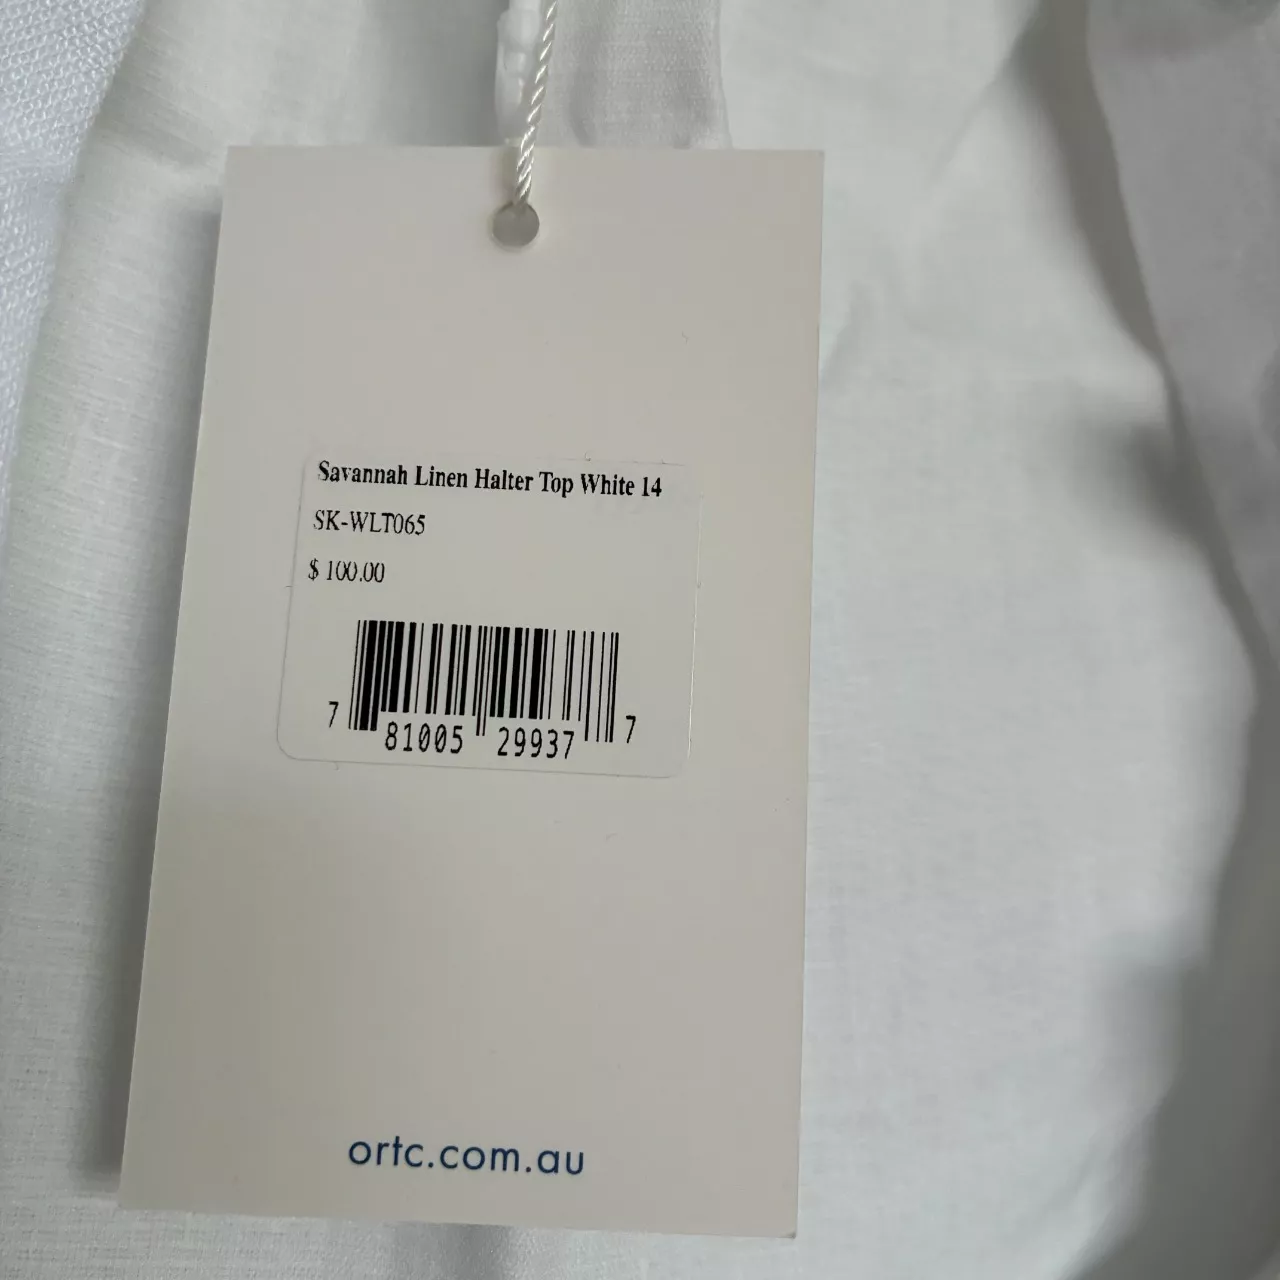 Savannah Linen Halter Top White 14
SK-WLT065
$ 100.00
7 81005 29937 7
ortc.com.au